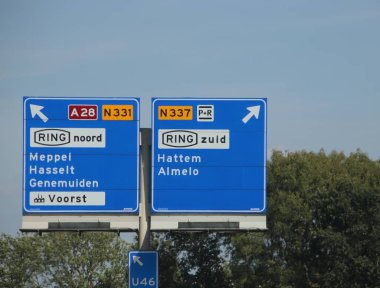 A28 N331
RING noord
Meppel
Hasselt
Genemuiden
Voorst
N337 P+R
RING zuid
Hattem
Almelo
U46